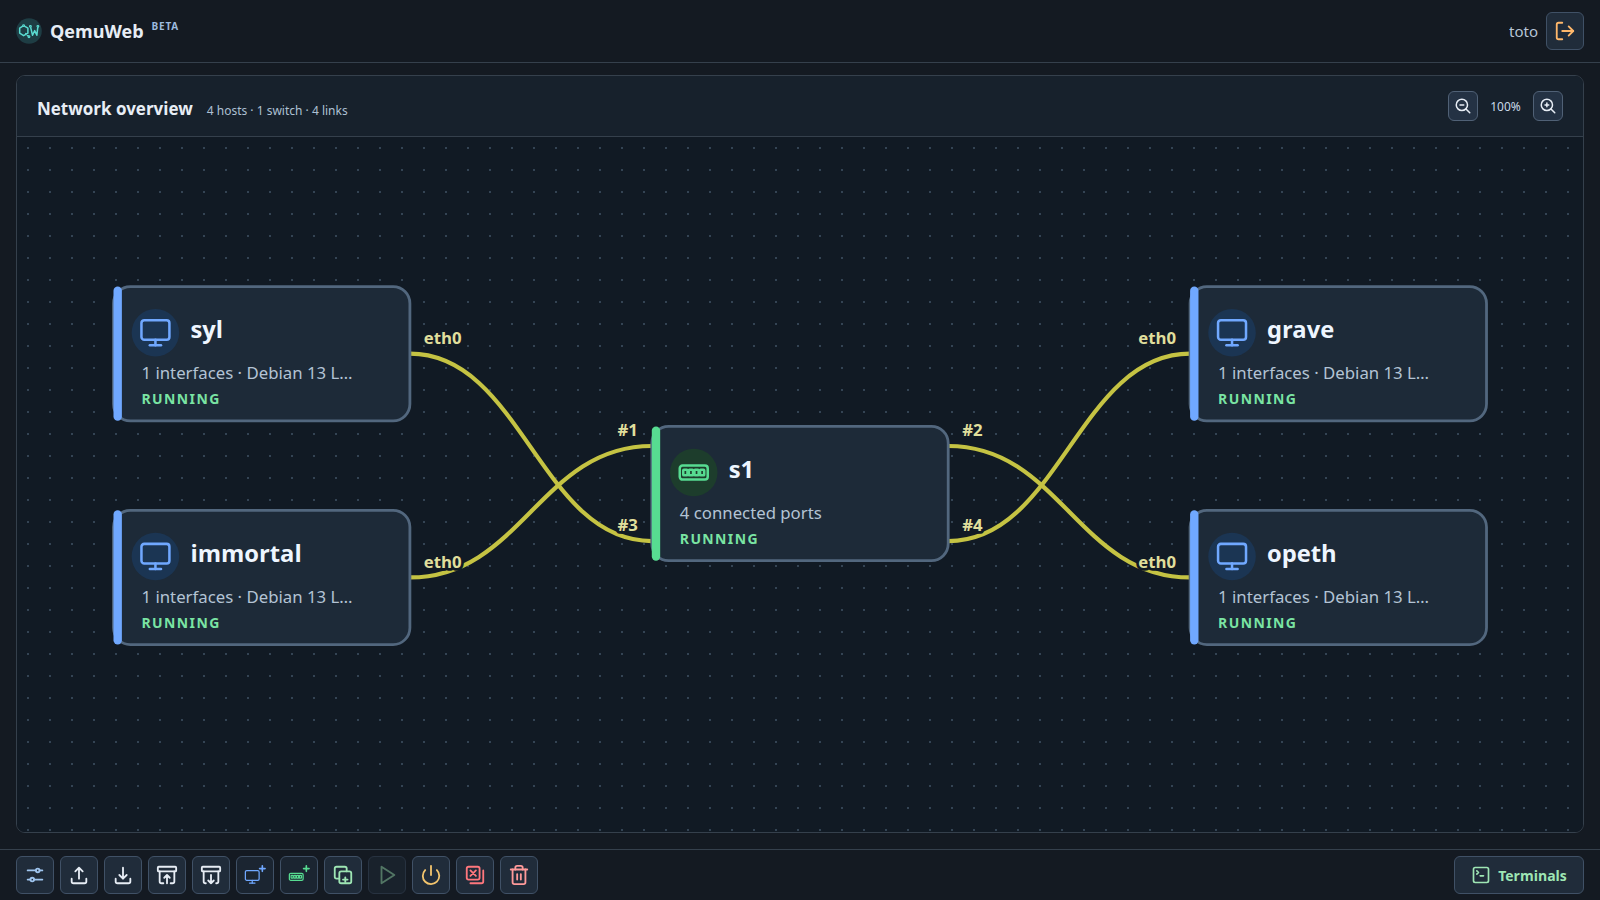 QemuWeb BETA
toto
Network overview 4 hosts · 1 switch · 4 links
100%
syl
1 interfaces · Debian 13 L...
RUNNING
eth0
immortal
1 interfaces · Debian 13 L...
RUNNING
eth0
#1
#3
s1
4 connected ports
RUNNING
#2
#4
eth0
grave
1 interfaces · Debian 13 L...
RUNNING
eth0
opeth
1 interfaces · Debian 13 L...
RUNNING
Terminals